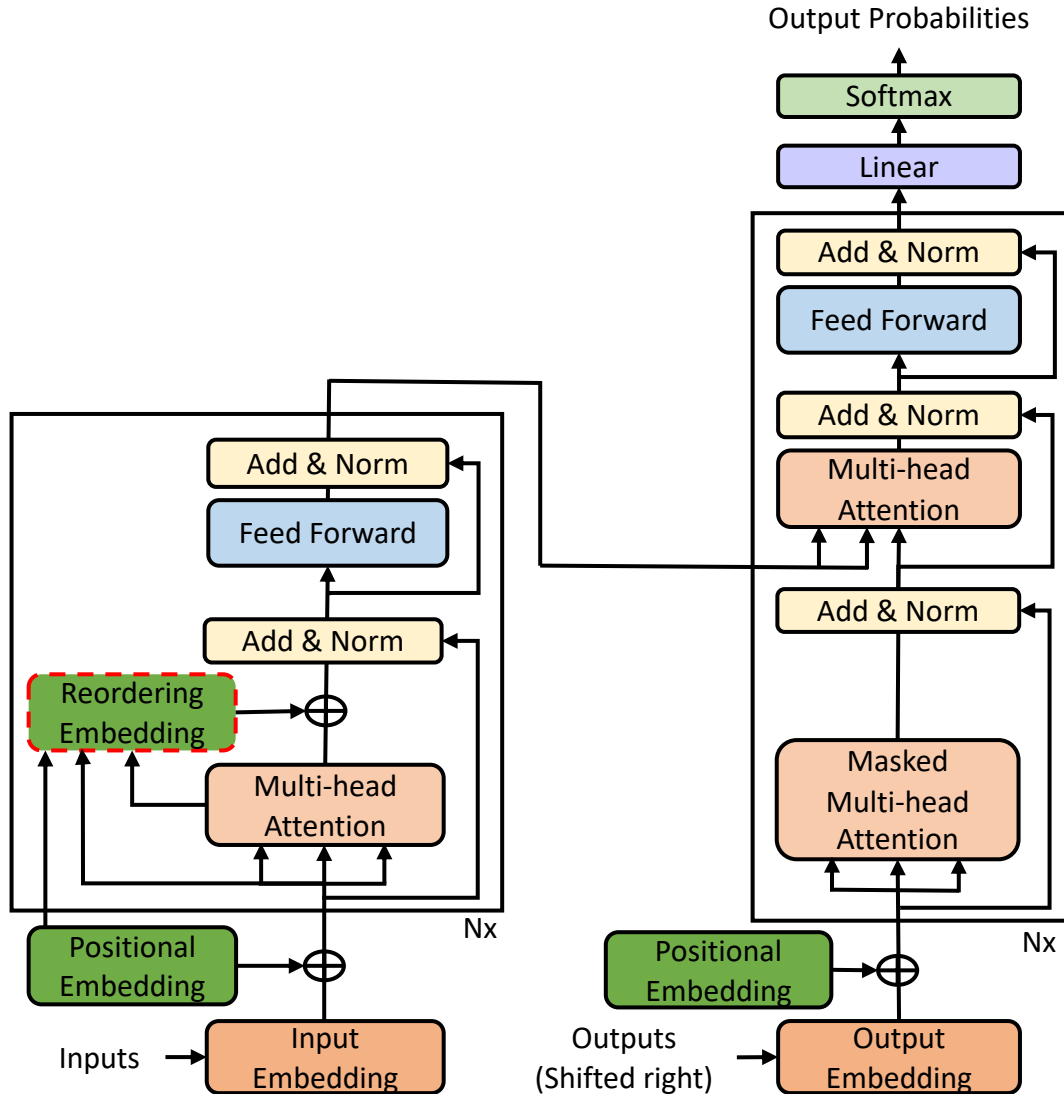 Output Probabilities
Softmax
Linear
Add & Norm
Feed Forward
Add & Norm
Multi-head
Attention
Add & Norm
Masked
Multi-head
Attention
Nx
Positional
Embedding
Outputs
(Shifted right)
Output
Embedding
Add & Norm
Feed Forward
Add & Norm
Reordering
Embedding
Multi-head
Attention
Nx
Positional
Embedding
Inputs
Input
Embedding